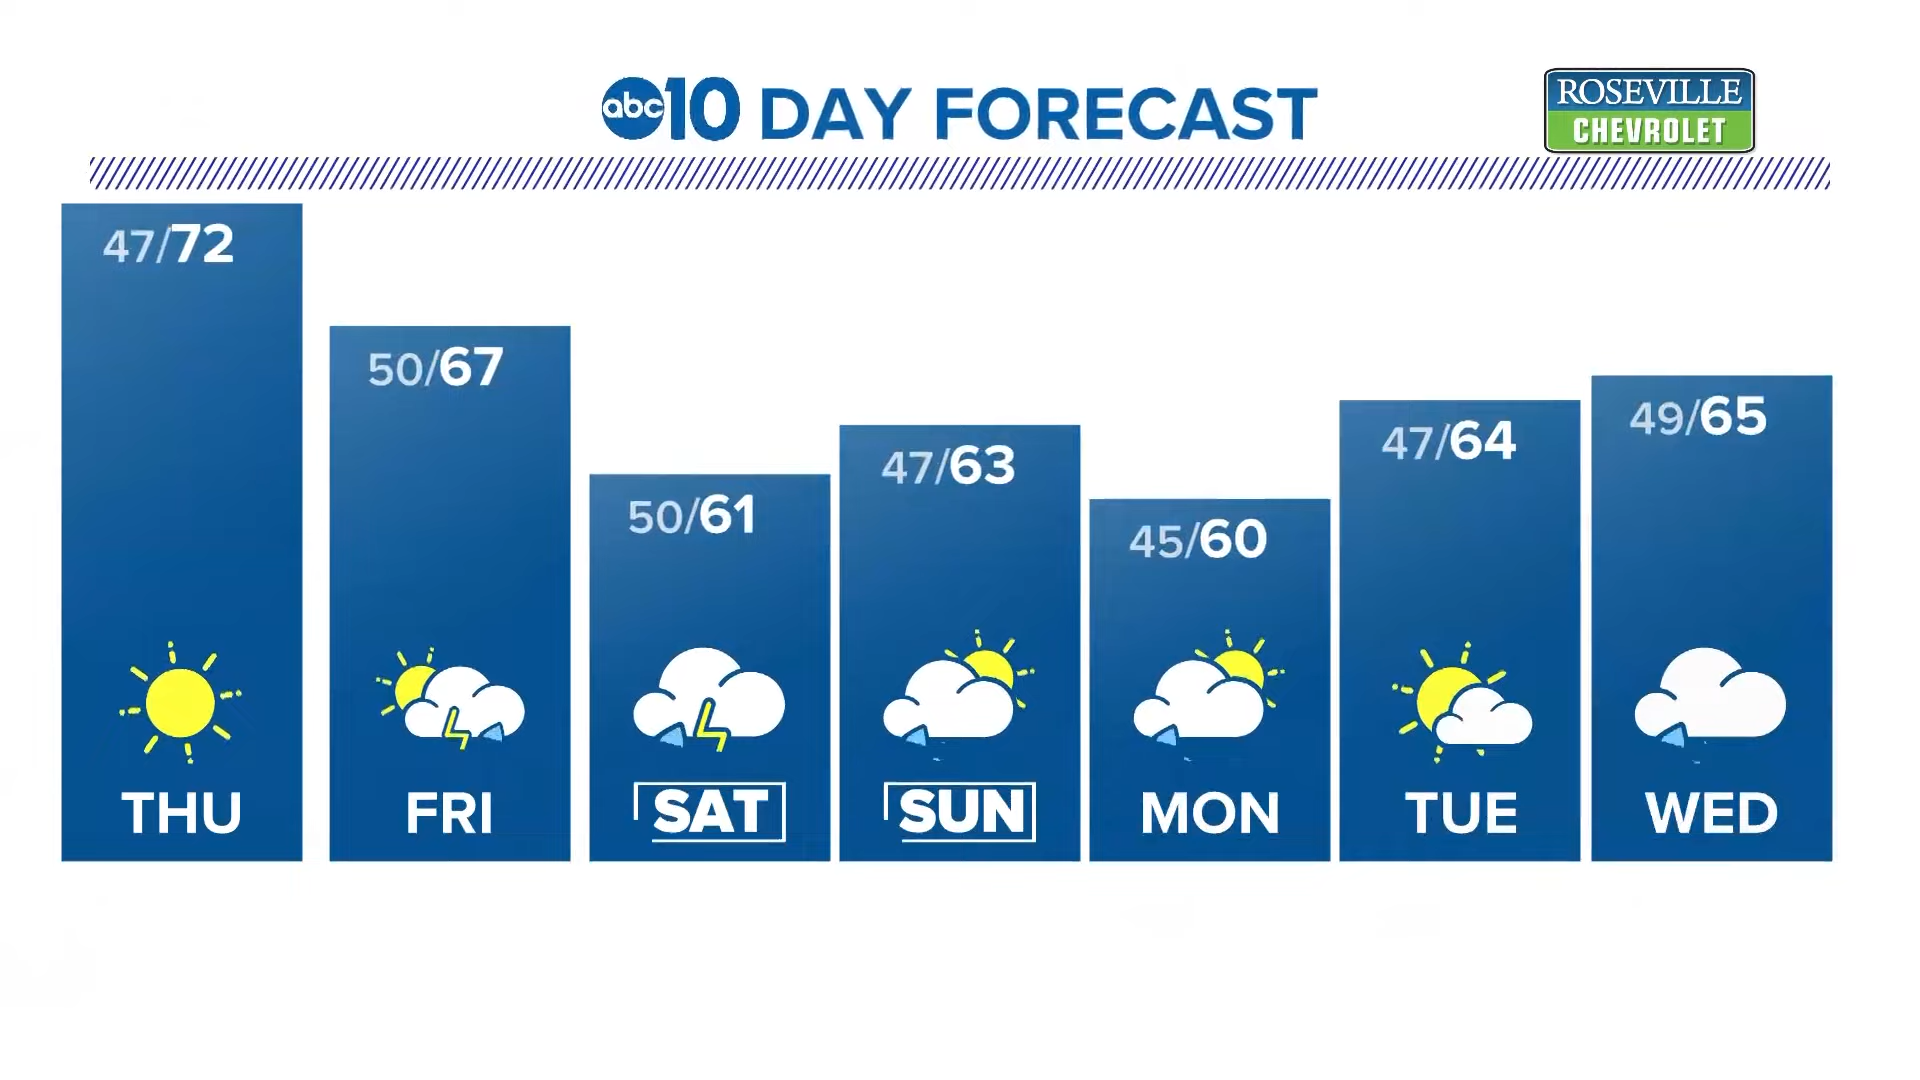 abc10 DAY FORECAST
ROSEVILLE
CHEVROLET
47/72
50/67
50/61
47/63
45/60
47/64
49/65
THU
FRI
SAT
SUN
MON
TUE
WED